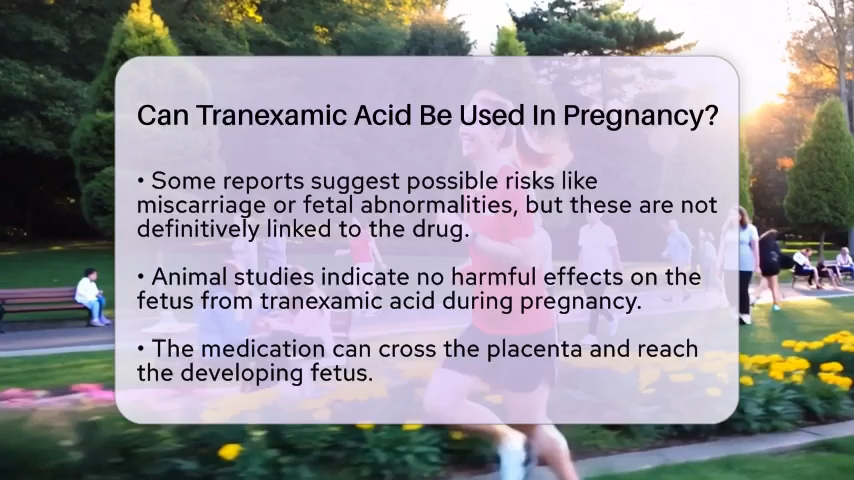 Can Tranexamic Acid Be Used In Pregnancy?
• Some reports suggest possible risks like
miscarriage or fetal abnormalities, but these are not
definitively linked to the drug.
• Animal studies indicate no harmful effects on the
fetus from tranexamic acid during pregnancy.
• The medication can cross the placenta and reach
the developing fetus.